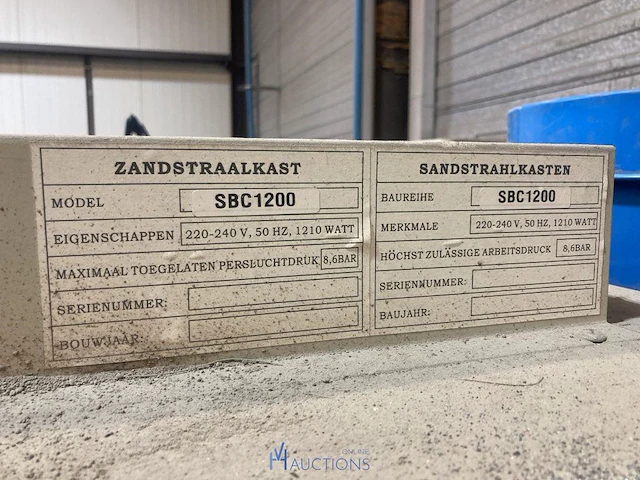 ZANDSTRAALKAST
MODEL SBC1200
EIGENSCHAPPEN 220-240 V, 50 HZ, 1210 WATT
MAXIMAAL TOEGELATEN PERSLUCHTDRUK 8,6BAR
SERIENUMMER:
BOUWJAAR:
SANDSTRAHLKASTEN
BAUREIHE SBC1200
MERKMALE 220-240 V, 50 HZ, 1210 WATT
HÖCHST ZULÄSSIGE ARBEITSDRUCK 8,6BAR
SERIENNUMMER:
BAUJAHR:
ONLINE
AUCTIONS